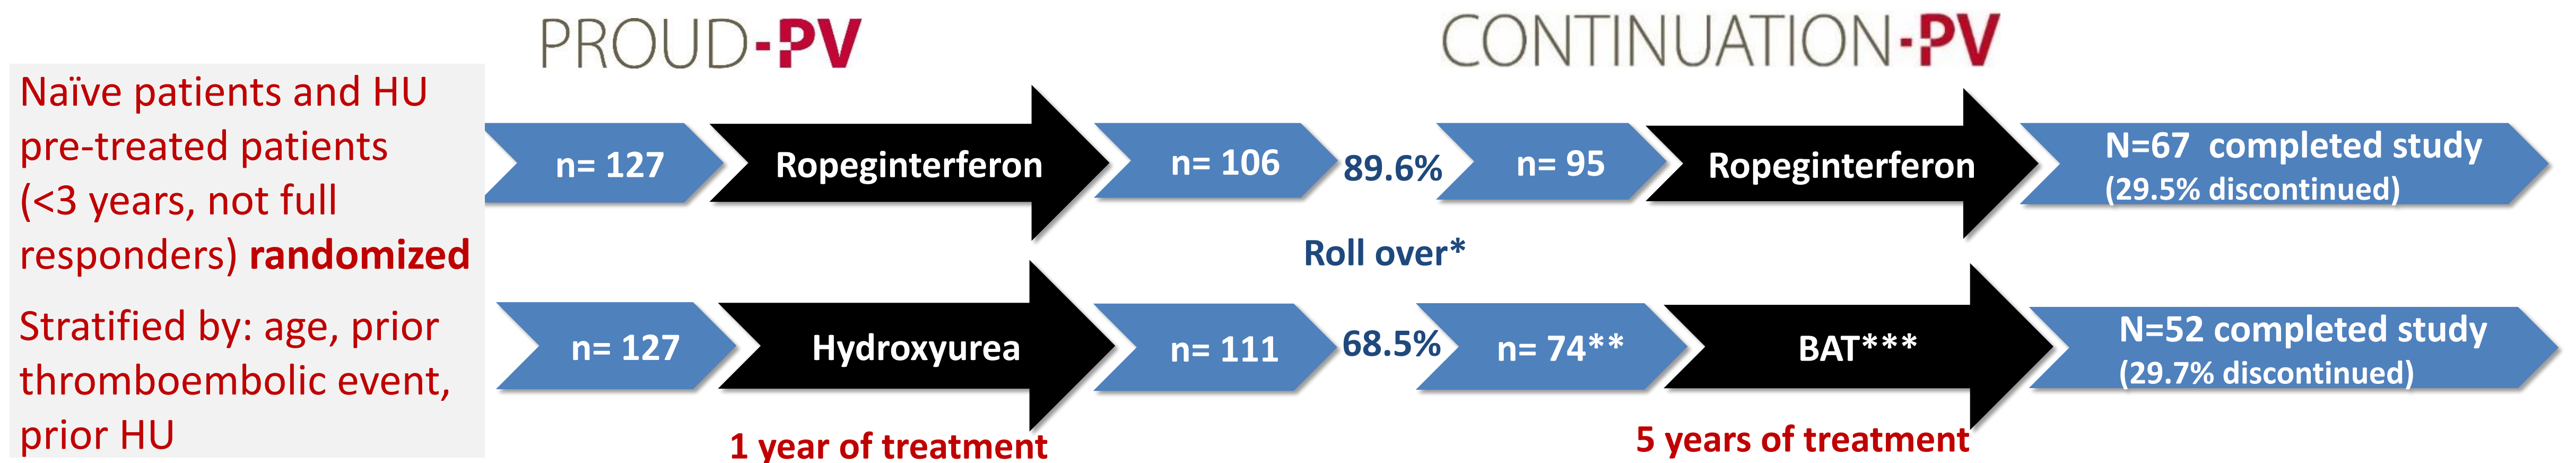 PROUD-PV
CONTINUATION-PV
Naïve patients and HU
pre-treated patients
(<3 years, not full
responders) randomized
Stratified by: age, prior
thromboembolic event,
prior HU
n= 127
Ropeginterferon
n= 106
89.6%
n= 95
Ropeginterferon
N=67 completed study
(29.5% discontinued)
Roll over*
n= 127
Hydroxyurea
n= 111
68.5%
n= 74**
BAT***
N=52 completed study
(29.7% discontinued)
1 year of treatment
5 years of treatment